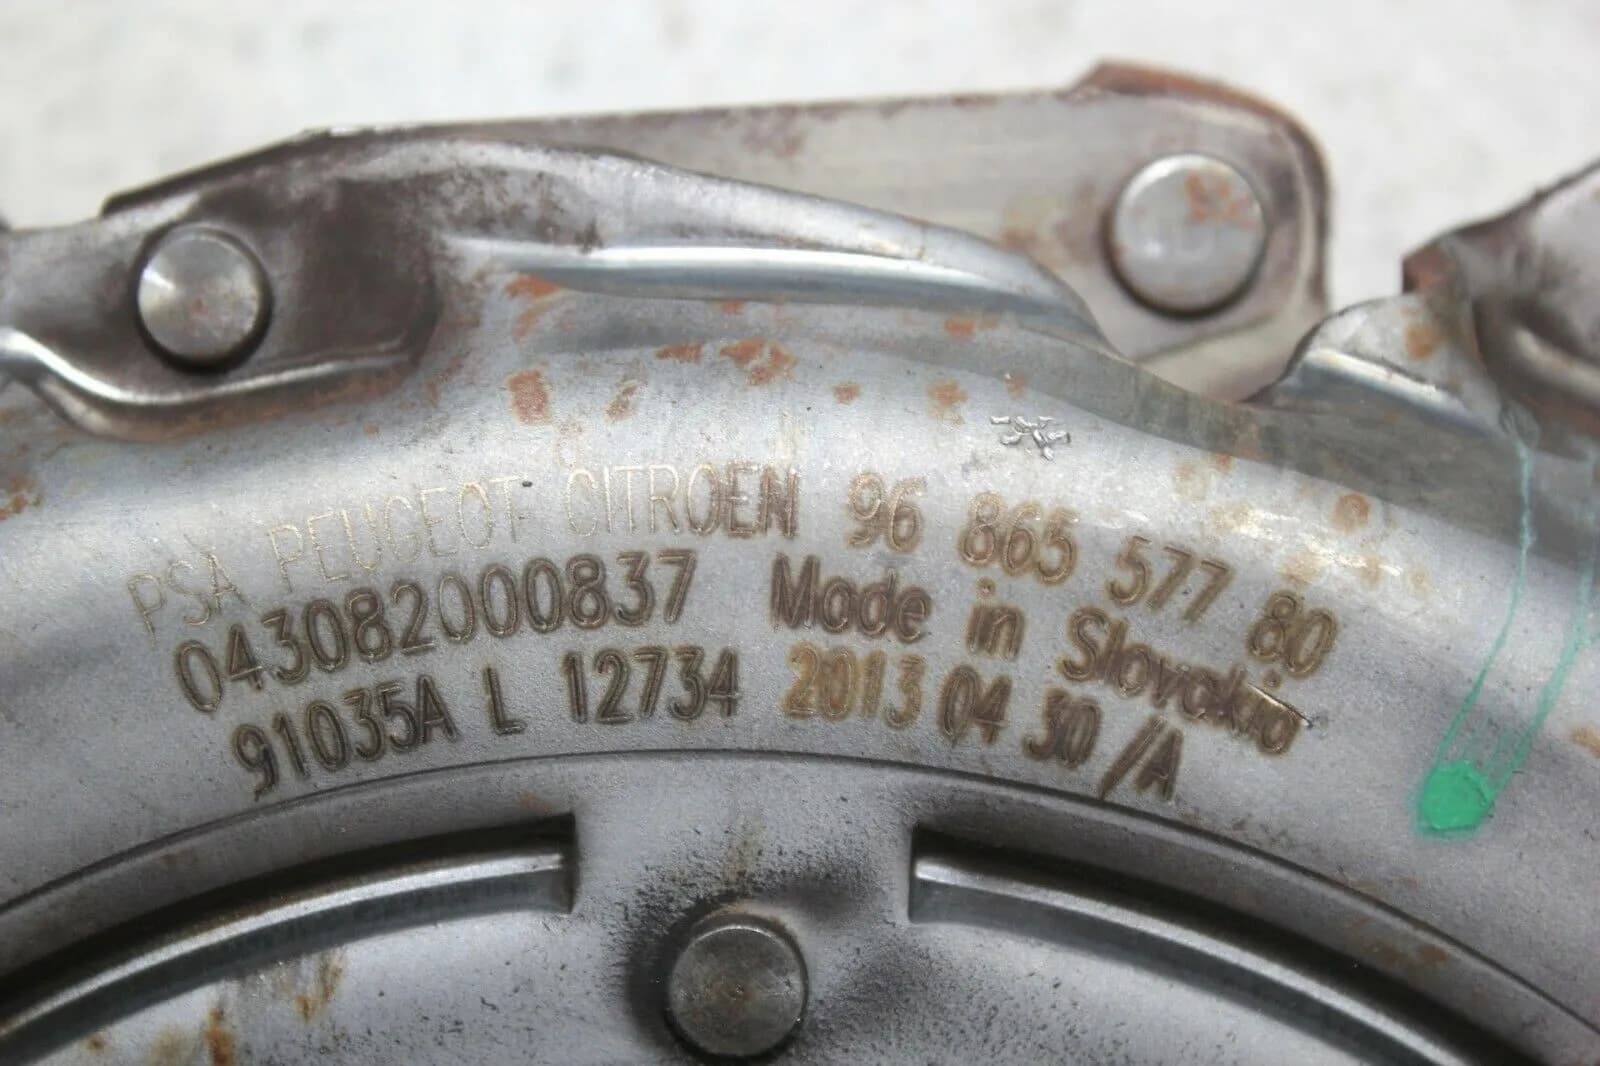 PSA PEUGEOT CITROEN 96 865 577 80
043082000837 Made in Slovakia
91035A L 12734 2013 04 30 /A